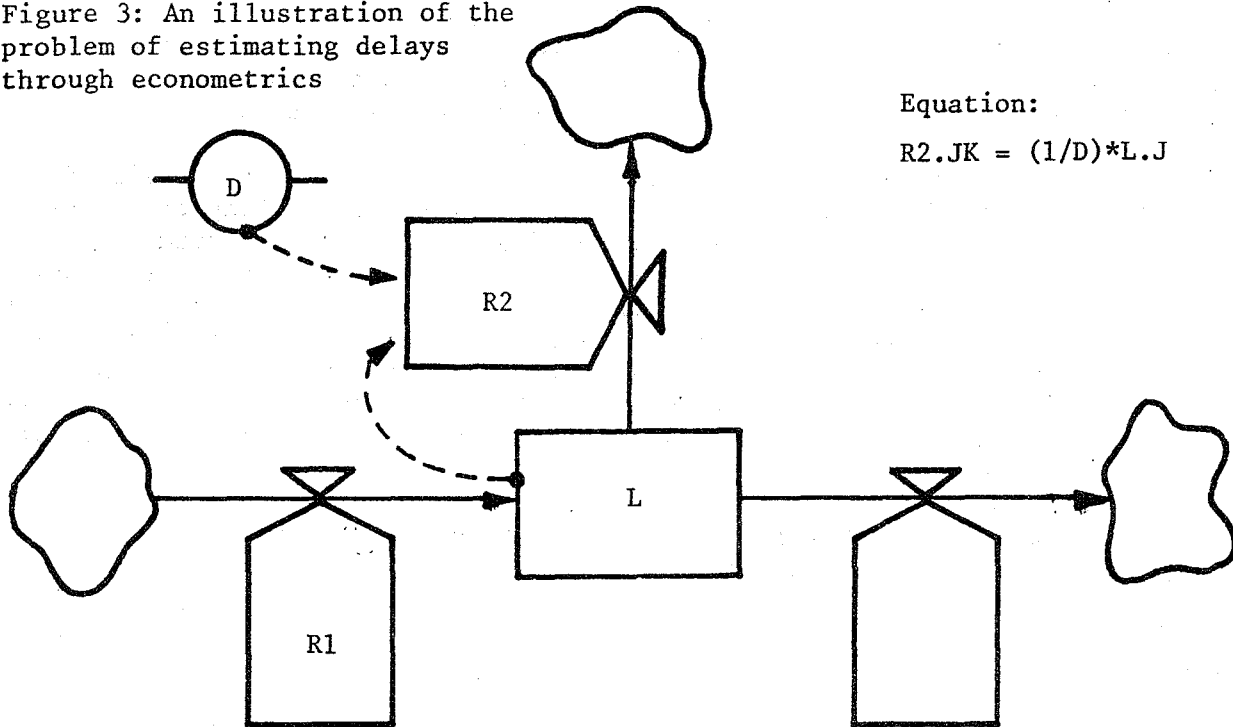 Figure 3: An illustration of the
problem of estimating delays
through econometrics
Equation:
R2.JK = (1/D)*L.J
D
R2
L
R1